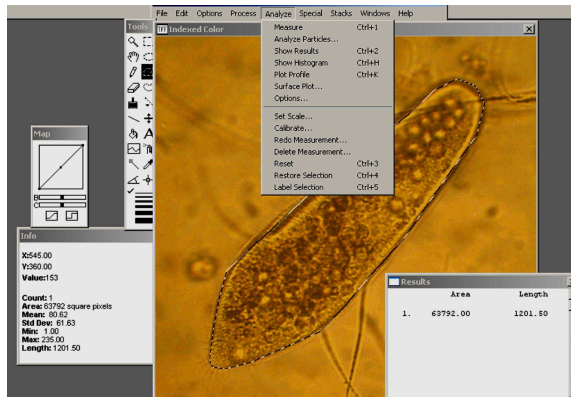 File Edit Options Process Analyze Special Stacks Windows Help
Tools
Indexed Color
Measure Ctrl+1
Analyze Particles...
Show Results Ctrl+2
Show Histogram Ctrl+H
Plot Profile Ctrl+K
Surface Plot...
Options...
Set Scale...
Calibrate...
Redo Measurement...
Delete Measurement...
Reset Ctrl+3
Restore Selection Ctrl+4
Label Selection Ctrl+5
A
Map
B
C
Info
X:545.00
Y:360.00
Value:153
Count: 1
Area: 63792 square pixels
Mean: 80.62
Std Dev: 61.63
Min: 1.00
Max: 235.00
Length: 1201.50
Results
Area Length
1. 63792.00 1201.50